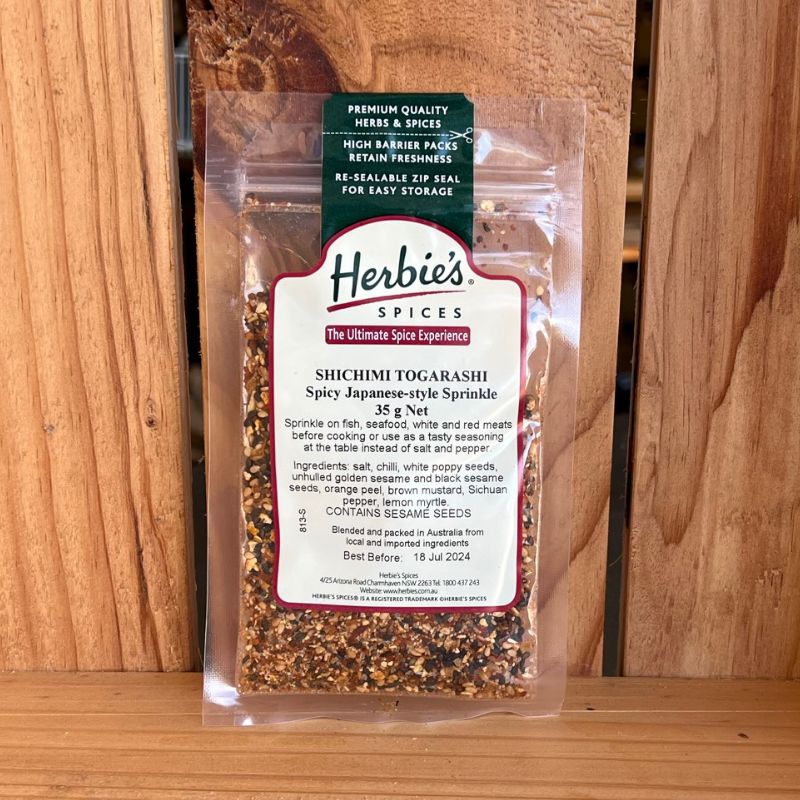 PREMIUM QUALITY
HERBS & SPICES
HIGH BARRIER PACKS
RETAIN FRESHNESS
RE-SEALABLE ZIP SEAL
FOR EASY STORAGE
Herbie's®
SPICES
The Ultimate Spice Experience
SHICHIMI TOGARASHI
Spicy Japanese-style Sprinkle
35 g Net
Sprinkle on fish, seafood, white and red meats
before cooking or use as a tasty seasoning
at the table instead of salt and pepper.
Ingredients: salt, chilli, white poppy seeds,
unhulled golden sesame and black sesame
seeds, orange peel, brown mustard, Sichuan
pepper, lemon myrtle.
CONTAINS SESAME SEEDS
813-S
Blended and packed in Australia from
local and imported ingredients
Best Before: 18 Jul 2024
Herbie's Spices
4/25 Arizona Road Charmhaven NSW 2263 Tel: 1800 437 243
Website: www.herbies.com.au
HERBIE'S SPICES® IS A REGISTERED TRADEMARK ©HERBIE'S SPICES